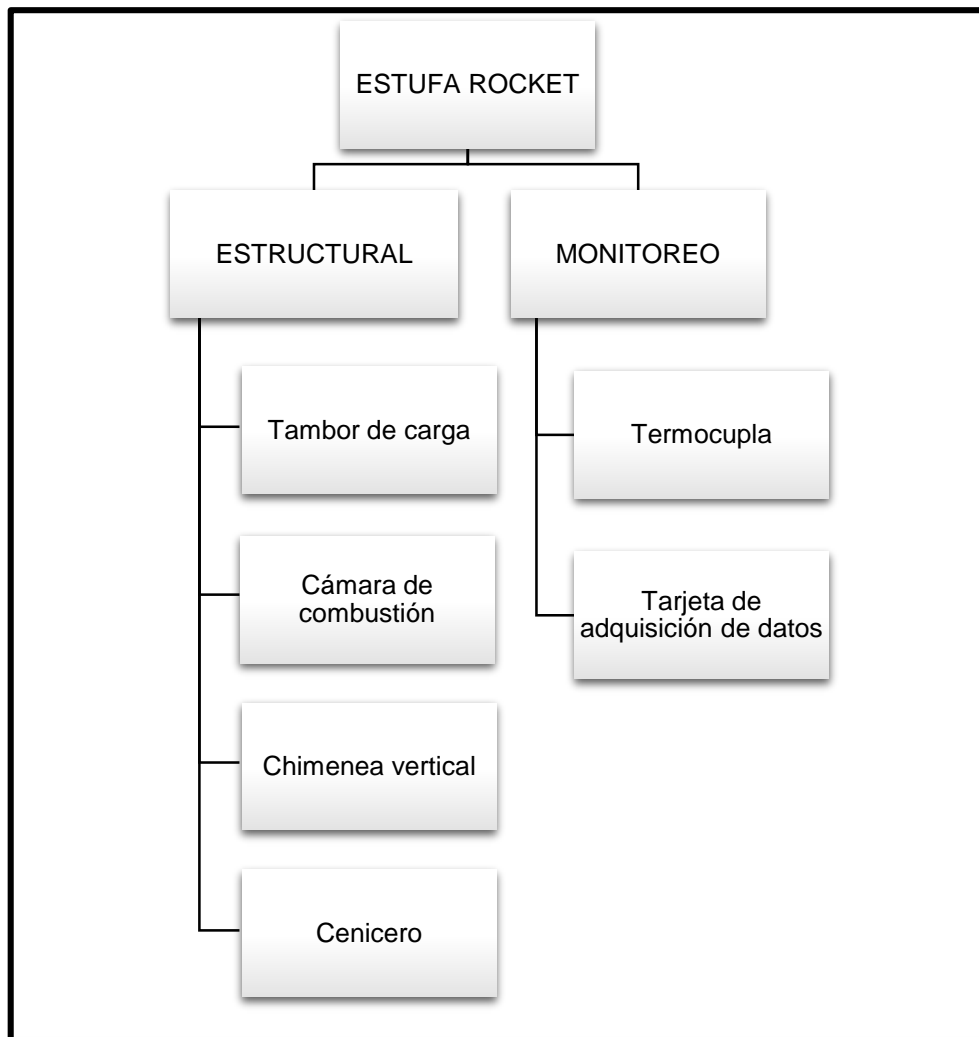 ESTUFA ROCKET
ESTRUCTURAL
MONITOREO
Tambor de carga
Termocupla
Cámara de
combustión
Tarjeta de
adquisición de datos
Chimenea vertical
Cenicero